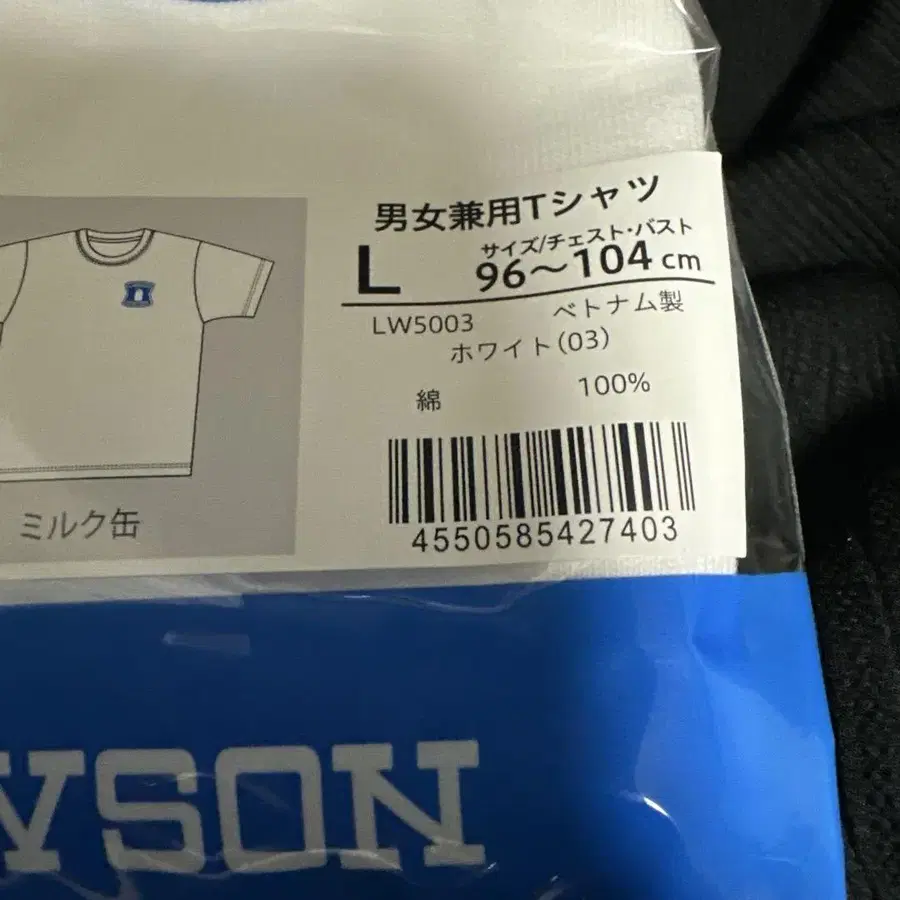 男女兼用Tシャツ
L
サイズ/チェスト・バスト
96〜104cm
LW5003
ベトナム製
ホワイト(03)
綿 100%
4550585427403
ミルク缶
WSON